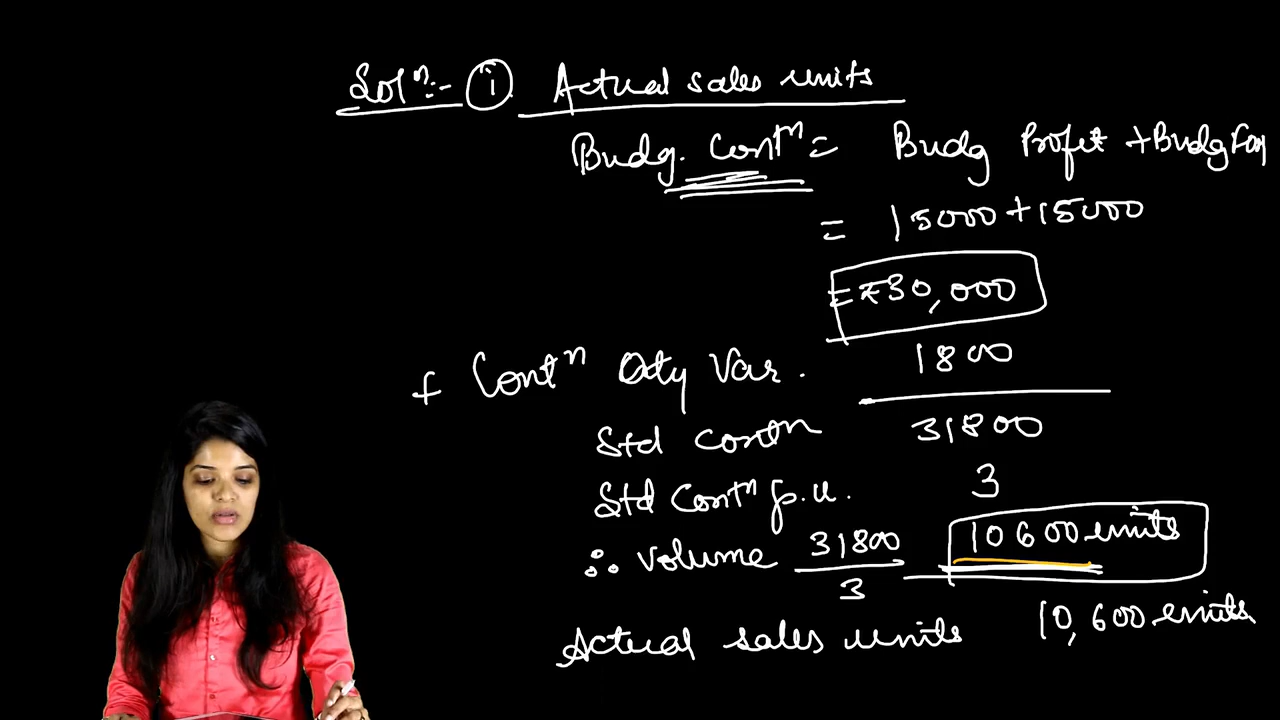 Solⁿ:- (i) Actual sales units
Budg. Contⁿ = Budg Profit + Budg Foh
= 15000 + 15000
= ₹30,000
+ Contⁿ Qty Var. 1800
Std Contⁿ 31800
Std Contⁿ p.u. 3
∴ Volume 31800/3 10600 units
Actual sales units 10,600 units